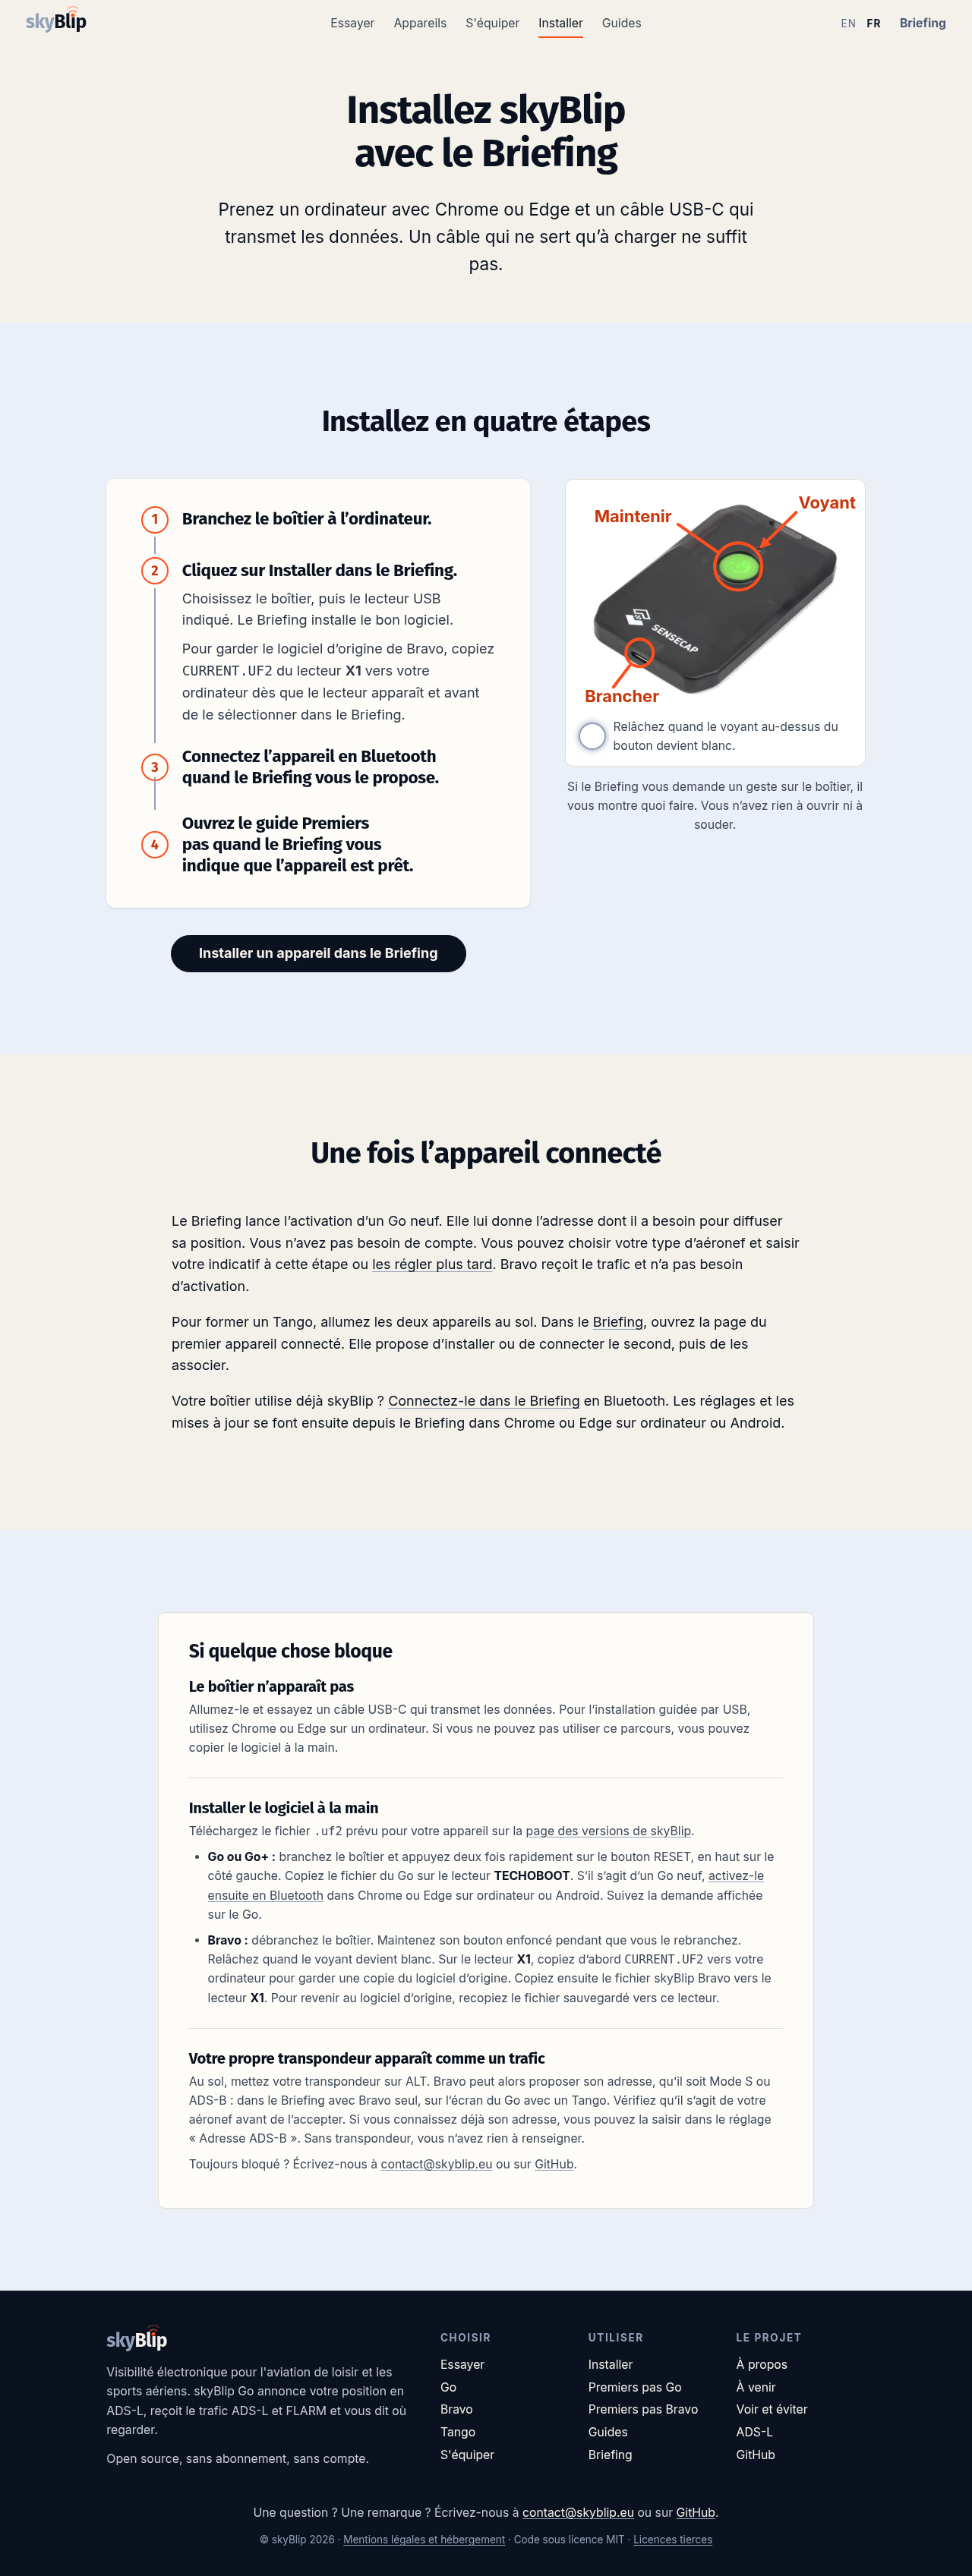 skyBlip
Essayer Appareils S'équiper Installer Guides
EN FR Briefing
Installez skyBlip
avec le Briefing
Prenez un ordinateur avec Chrome ou Edge et un câble USB-C qui
transmet les données. Un câble qui ne sert qu’à charger ne suffit
pas.
Installez en quatre étapes
1 Branchez le boîtier à l’ordinateur.
2 Cliquez sur Installer dans le Briefing.
Choisissez le boîtier, puis le lecteur USB
indiqué. Le Briefing installe le bon logiciel.
Pour garder le logiciel d’origine de Bravo, copiez
CURRENT.UF2 du lecteur X1 vers votre
ordinateur dès que le lecteur apparaît et avant
de le sélectionner dans le Briefing.
3 Connectez l’appareil en Bluetooth
quand le Briefing vous le propose.
4 Ouvrez le guide Premiers
pas quand le Briefing vous
indique que l’appareil est prêt.
Installer un appareil dans le Briefing
Voyant
Maintenir
SENSECAP
Brancher
Relâchez quand le voyant au-dessus du
bouton devient blanc.
Si le Briefing vous demande un geste sur le boîtier, il
vous montre quoi faire. Vous n’avez rien à ouvrir ni à
souder.
Une fois l’appareil connecté
Le Briefing lance l’activation d’un Go neuf. Elle lui donne l’adresse dont il a besoin pour diffuser
sa position. Vous n’avez pas besoin de compte. Vous pouvez choisir votre type d’aéronef et saisir
votre indicatif à cette étape ou les régler plus tard. Bravo reçoit le trafic et n’a pas besoin
d’activation.
Pour former un Tango, allumez les deux appareils au sol. Dans le Briefing, ouvrez la page du
premier appareil connecté. Elle propose d’installer ou de connecter le second, puis de les
associer.
Votre boîtier utilise déjà skyBlip ? Connectez-le dans le Briefing en Bluetooth. Les réglages et les
mises à jour se font ensuite depuis le Briefing dans Chrome ou Edge sur ordinateur ou Android.
Si quelque chose bloque
Le boîtier n’apparaît pas
Allumez-le et essayez un câble USB-C qui transmet les données. Pour l’installation guidée par USB,
utilisez Chrome ou Edge sur un ordinateur. Si vous ne pouvez pas utiliser ce parcours, vous pouvez
copier le logiciel à la main.
Installer le logiciel à la main
Téléchargez le fichier .uf2 prévu pour votre appareil sur la page des versions de skyBlip.
• Go ou Go+ : branchez le boîtier et appuyez deux fois rapidement sur le bouton RESET, en haut sur le
côté gauche. Copiez le fichier du Go sur le lecteur TECHOBOOT. S’il s’agit d’un Go neuf, activez-le
ensuite en Bluetooth dans Chrome ou Edge sur ordinateur ou Android. Suivez la demande affichée
sur le Go.
• Bravo : débranchez le boîtier. Maintenez son bouton enfoncé pendant que vous le rebranchez.
Relâchez quand le voyant devient blanc. Sur le lecteur X1, copiez d’abord CURRENT.UF2 vers votre
ordinateur pour garder une copie du logiciel d’origine. Copiez ensuite le fichier skyBlip Bravo vers le
lecteur X1. Pour revenir au logiciel d’origine, recopiez le fichier sauvegardé vers ce lecteur.
Votre propre transpondeur apparaît comme un trafic
Au sol, mettez votre transpondeur sur ALT. Bravo peut alors proposer son adresse, qu’il soit Mode S ou
ADS-B : dans le Briefing avec Bravo seul, sur l’écran du Go avec un Tango. Vérifiez qu’il s’agit de votre
aéronef avant de l’accepter. Si vous connaissez déjà son adresse, vous pouvez la saisir dans le réglage
« Adresse ADS-B ». Sans transpondeur, vous n’avez rien à renseigner.
Toujours bloqué ? Écrivez-nous à contact@skyblip.eu ou sur GitHub.
skyBlip
Visibilité électronique pour l'aviation de loisir et les
sports aériens. skyBlip Go annonce votre position en
ADS-L, reçoit le trafic ADS-L et FLARM et vous dit où
regarder.
Open source, sans abonnement, sans compte.
CHOISIR
Essayer
Go
Bravo
Tango
S'équiper
UTILISER
Installer
Premiers pas Go
Premiers pas Bravo
Guides
Briefing
LE PROJET
À propos
À venir
Voir et éviter
ADS-L
GitHub
Une question ? Une remarque ? Écrivez-nous à contact@skyblip.eu ou sur GitHub.
© skyBlip 2026 · Mentions légales et hébergement · Code sous licence MIT · Licences tierces